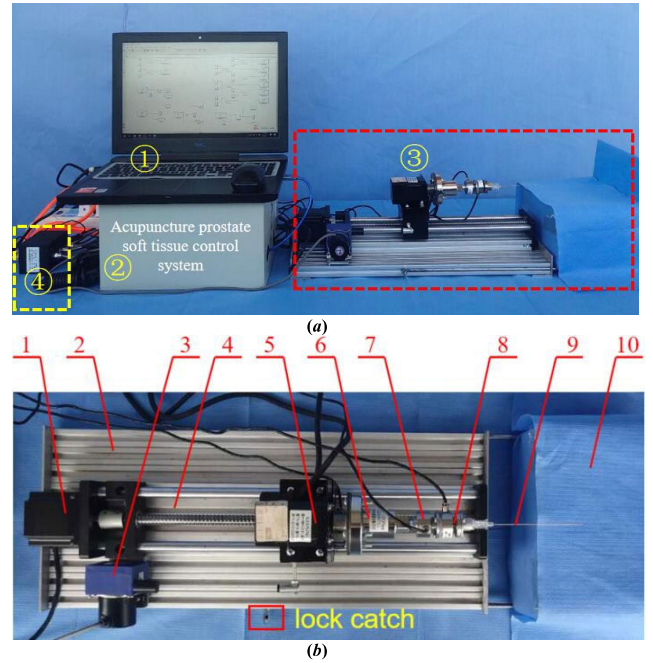 ①
③
Acupuncture prostate
soft tissue control
system
②
④
(a)
1 2 3 4 5 6 7 8 9 10
lock catch
(b)